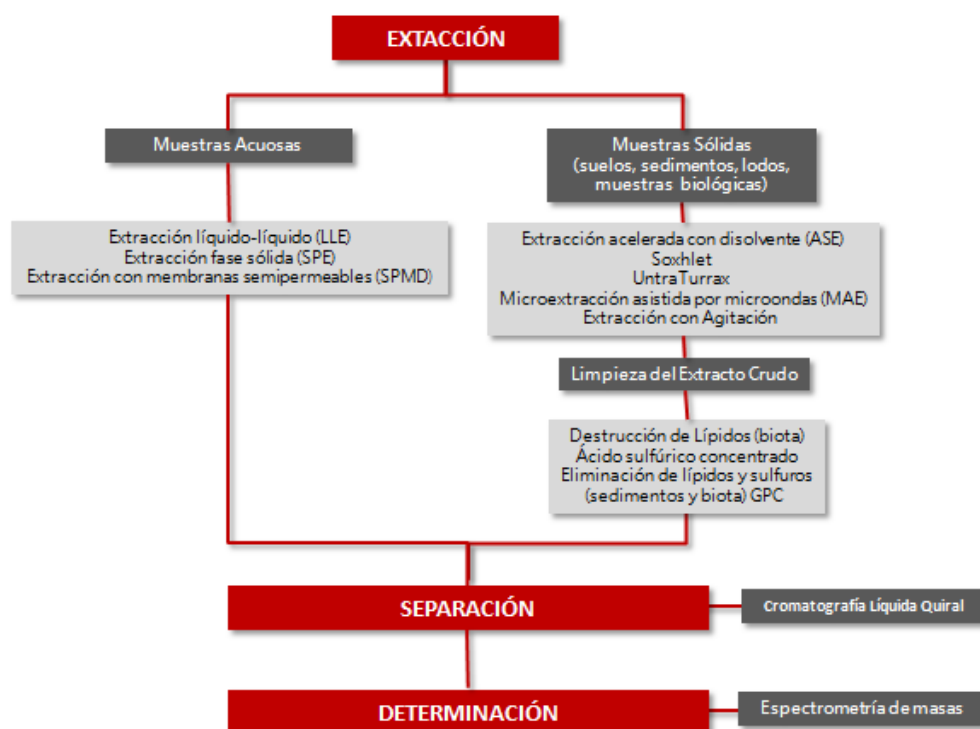 EXTACCIÓN
Muestras Acuosas
Extracción líquido-líquido (LLE)
Extracción fase sólida (SPE)
Extracción con membranas semipermeables (SPMD)
Muestras Sólidas
(suelos, sedimentos, lodos,
muestras biológicas)
Extracción acelerada con disolvente (ASE)
Soxhlet
UntraTurrax
Microextracción asistida por microondas (MAE)
Extracción con Agitación
Limpieza del Extracto Crudo
Destrucción de Lípidos (biota)
Ácido sulfúrico concentrado
Eliminación de lípidos y sulfuros
(sedimentos y biota) GPC
SEPARACIÓN
Cromatografía Líquida Quiral
DETERMINACIÓN
Espectrometría de masas